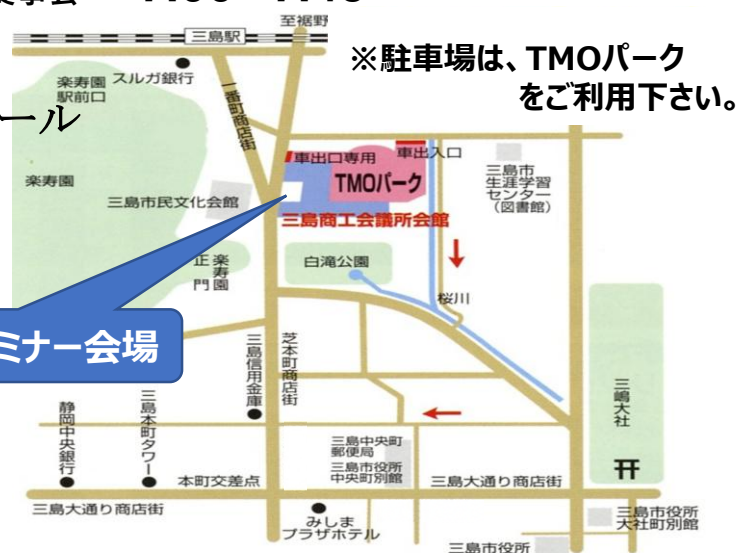 至裾野
三島駅
※駐車場は、TMOパーク
をご利用下さい。
スルガ銀行
楽寿園
駅前口
一番町商店街
ール
車出口専用
車出入口
TMOパーク
三島市
生涯学習
センター
(図書館)
楽寿園
三島市民文化会館
三島商工会議所会館
楽寿園
正門
白滝公園
桜川
ミナー会場
三島信用金庫
芝本町商店街
三嶋大社
静岡中央銀行
三島本町タワー
三島中央町
郵便局
三島市役所
中央町別館
本町交差点
三島大通り商店街
三島大通り商店街
みしま
プラザホテル
三島市役所
大社町別館
三島市役所